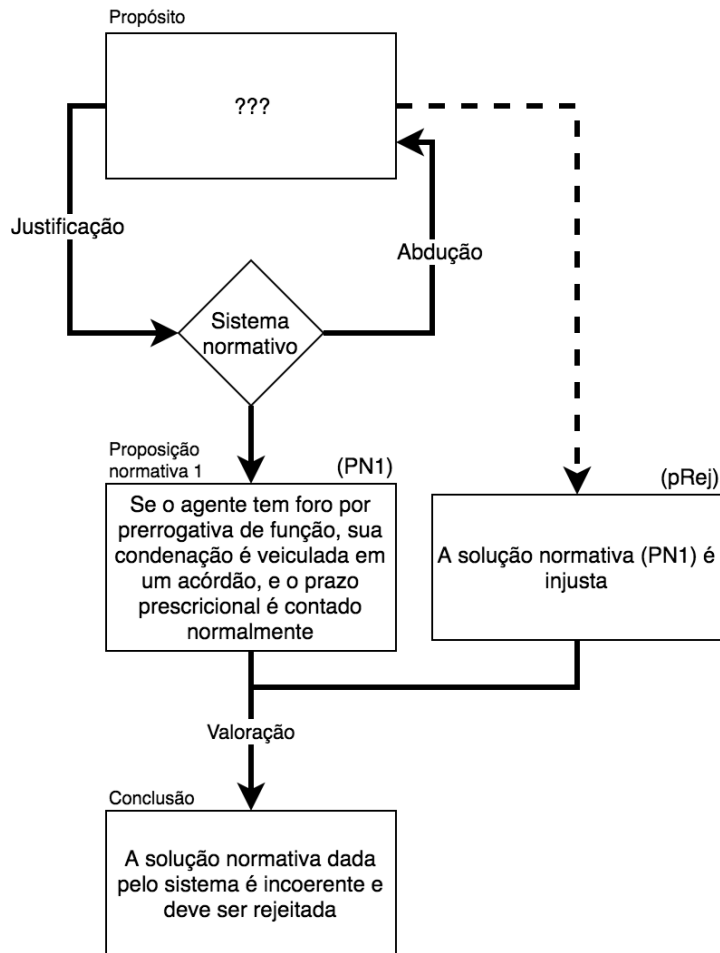 Propósito
???
Justificação
Abdução
Sistema
normativo
Proposição
normativa 1
(PN1)
(pRej)
Se o agente tem foro por
prerrogativa de função, sua
condenação é veiculada em
um acórdão, e o prazo
prescricional é contado
normalmente
A solução normativa (PN1) é
injusta
Valoração
Conclusão
A solução normativa dada
pelo sistema é incoerente e
deve ser rejeitada